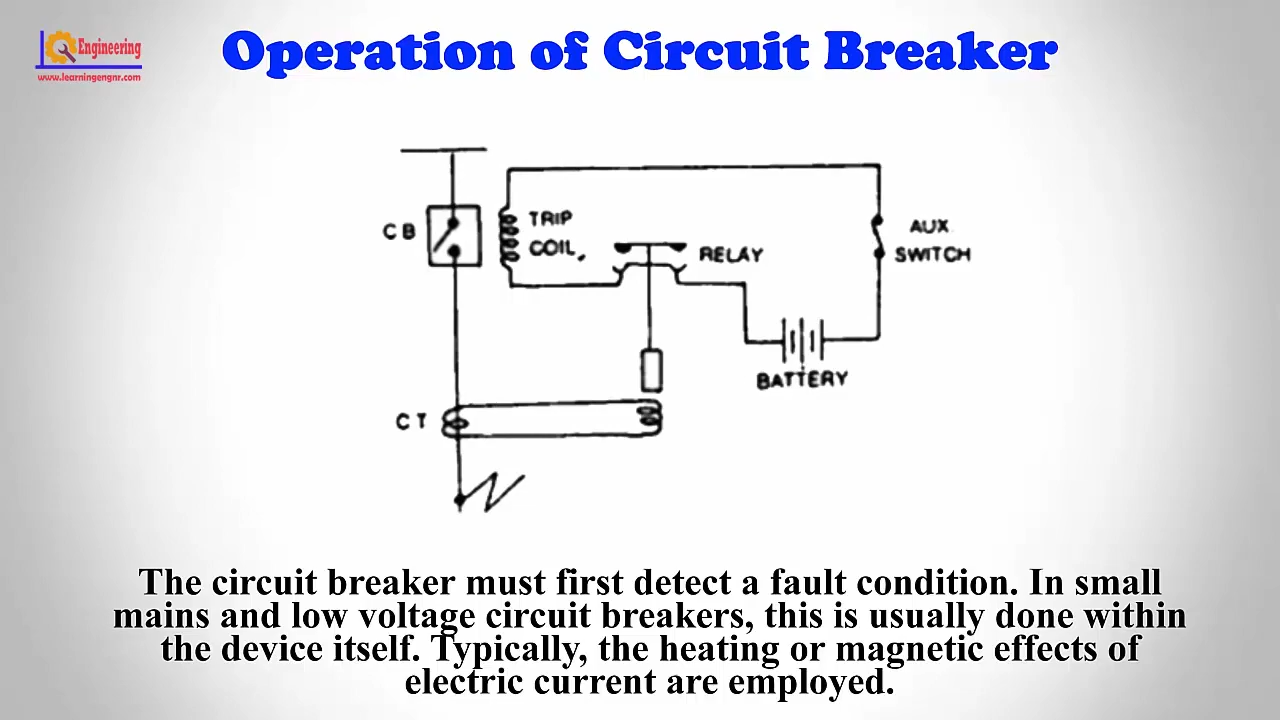 Engineering
www.learningengnr.com
Operation of Circuit Breaker
CB
TRIP
COIL,
RELAY
AUX.
SWITCH
BATTERY
CT
The circuit breaker must first detect a fault condition. In small
mains and low voltage circuit breakers, this is usually done within
the device itself. Typically, the heating or magnetic effects of
electric current are employed.